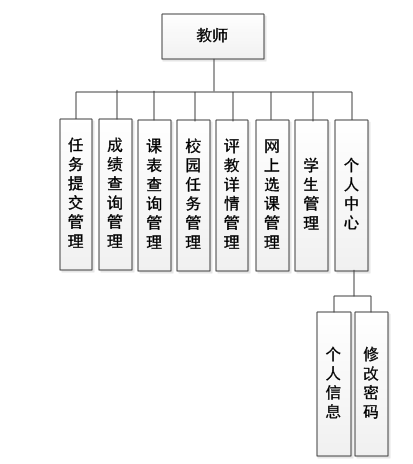 教师
任务提交管理
成绩查询管理
课表查询管理
校园任务管理
评教详情管理
网上选课管理
学生管理
个人中心
个人信息
修改密码